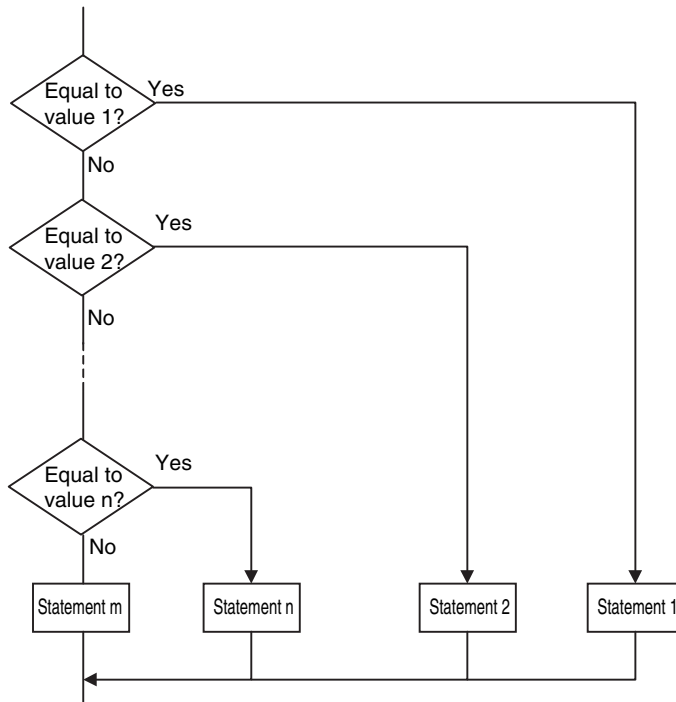 Equal to
value 1?
Yes
No
Equal to
value 2?
Yes
No
Equal to
value n?
Yes
No
Statement m
Statement n
Statement 2
Statement 1